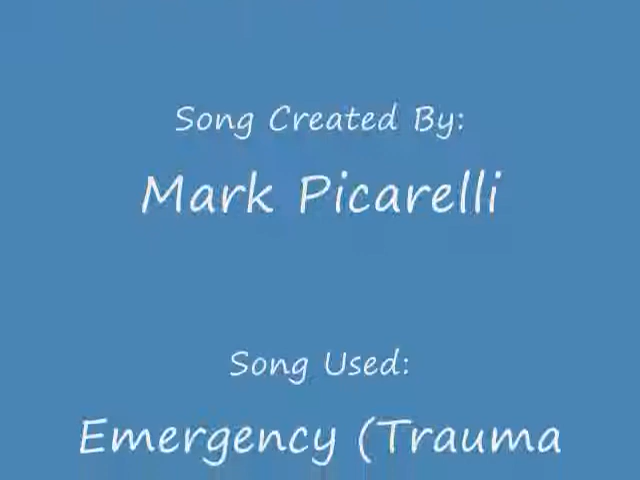 Song Created By:
Mark Picarelli
Song Used:
Emergency (Trauma